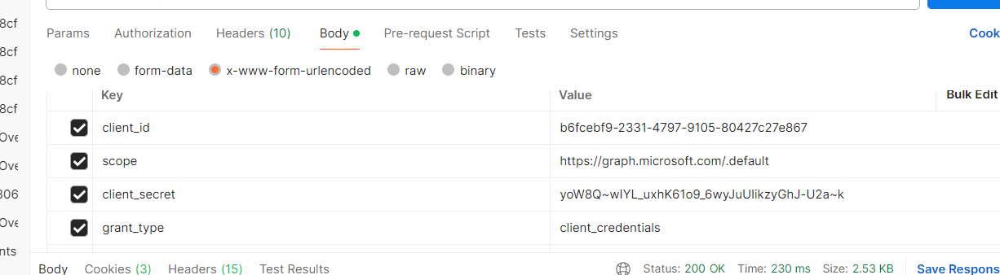 Params Authorization Headers (10) Body Pre-request Script Tests Settings Cook
8cf
none form-data x-www-form-urlencoded raw binary
8cf
Key Value Bulk Edit
8cf
8cf
client_id b6fcebf9-2331-4797-9105-80427c27e867
Ove
scope https://graph.microsoft.com/.default
Ove
306
client_secret
Ove
grant_type client_credentials
nts
Body Cookies (3) Headers (15) Test Results Status: 200 OK Time: 230 ms Size: 2.53 KB Save Respons